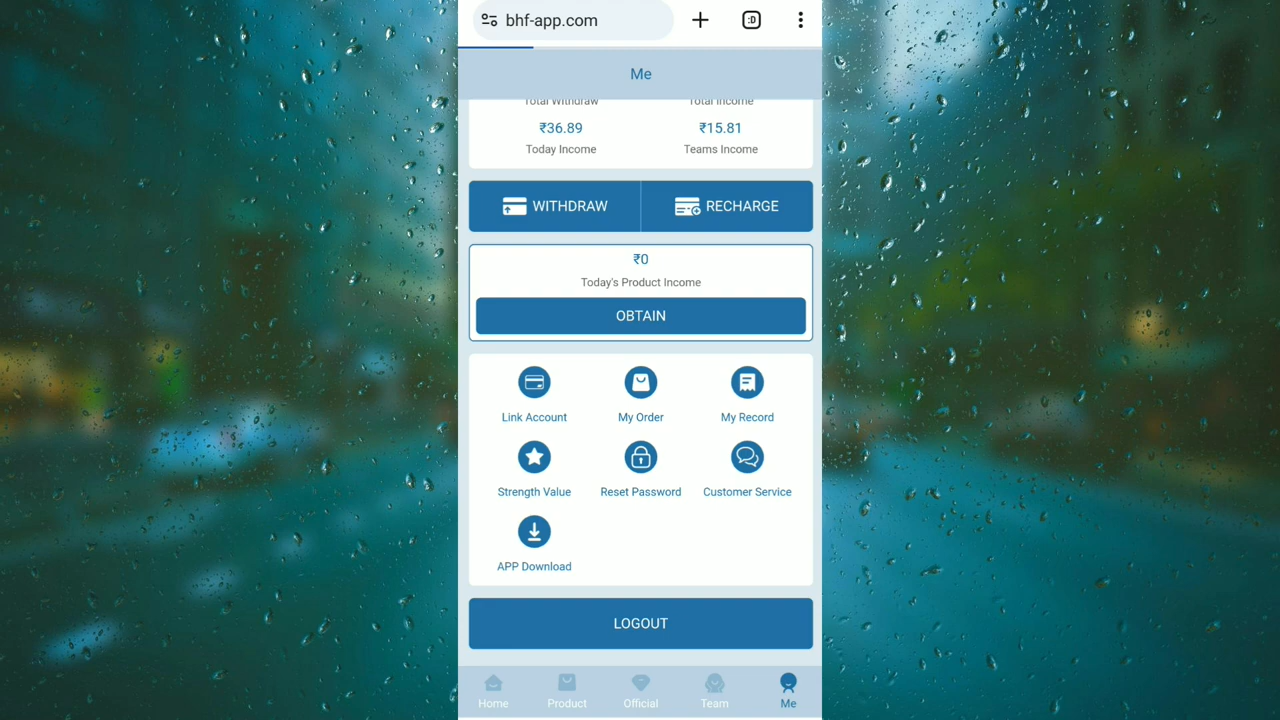 bhf-app.com
:D
Me
Total Withdraw Total Income
₹36.89 ₹15.81
Today Income Teams Income
WITHDRAW RECHARGE
₹0
Today's Product Income
OBTAIN
Link Account My Order My Record
Strength Value Reset Password Customer Service
APP Download
LOGOUT
Home Product Official Team Me